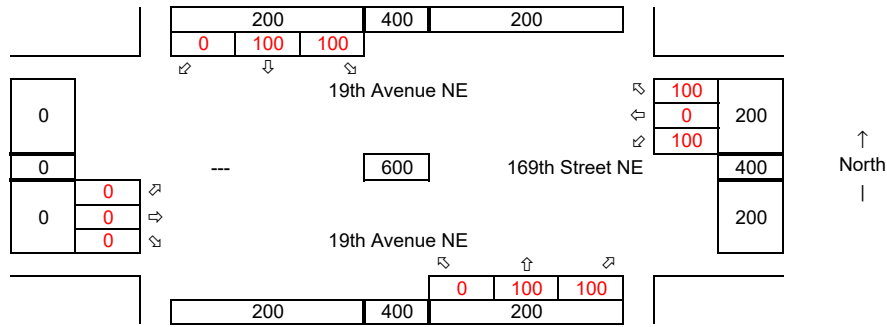 200 400 200
0 100 100
⬃ ⇩ ⬂
19th Avenue NE
⬁ 100
0 ⇦ 0 200
⬃ 100
↑
0 --- 600 169th Street NE 400 North
0 ⬀ |
0 0 ⇨ 200
0 ⬂
19th Avenue NE
⬁ ⇧ ⬀
0 100 100
200 400 200